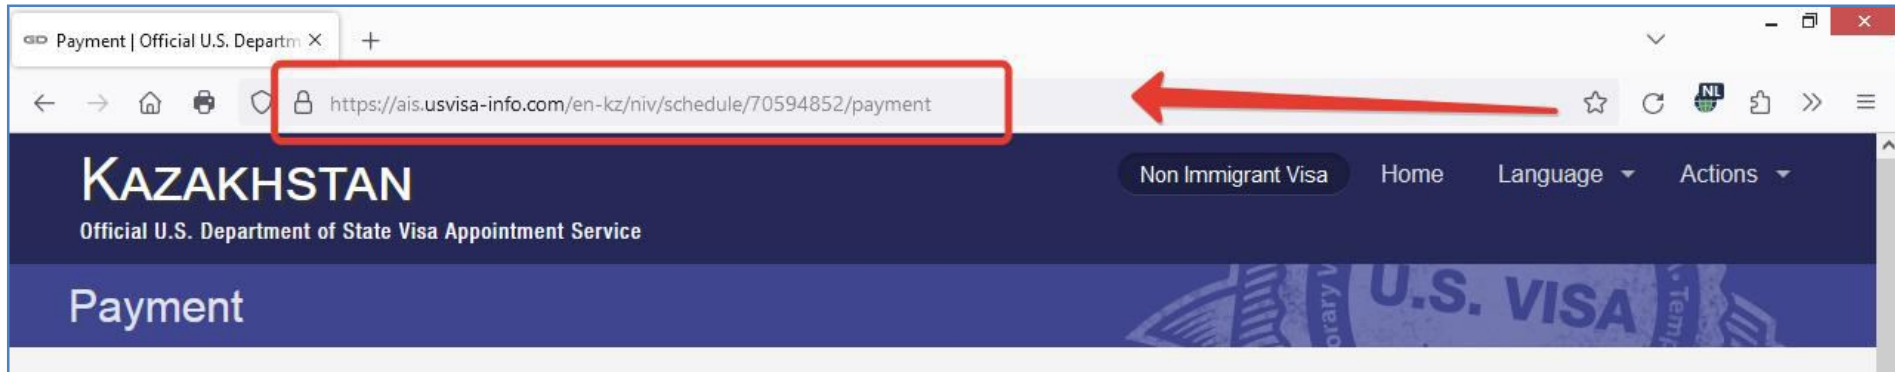 GD Payment | Official U.S. Departm
https://ais.usvisa-info.com/en-kz/niv/schedule/70594852/payment
NL
KAZAKHSTAN
Official U.S. Department of State Visa Appointment Service
Non Immigrant Visa Home Language Actions
Payment
U.S. VISA